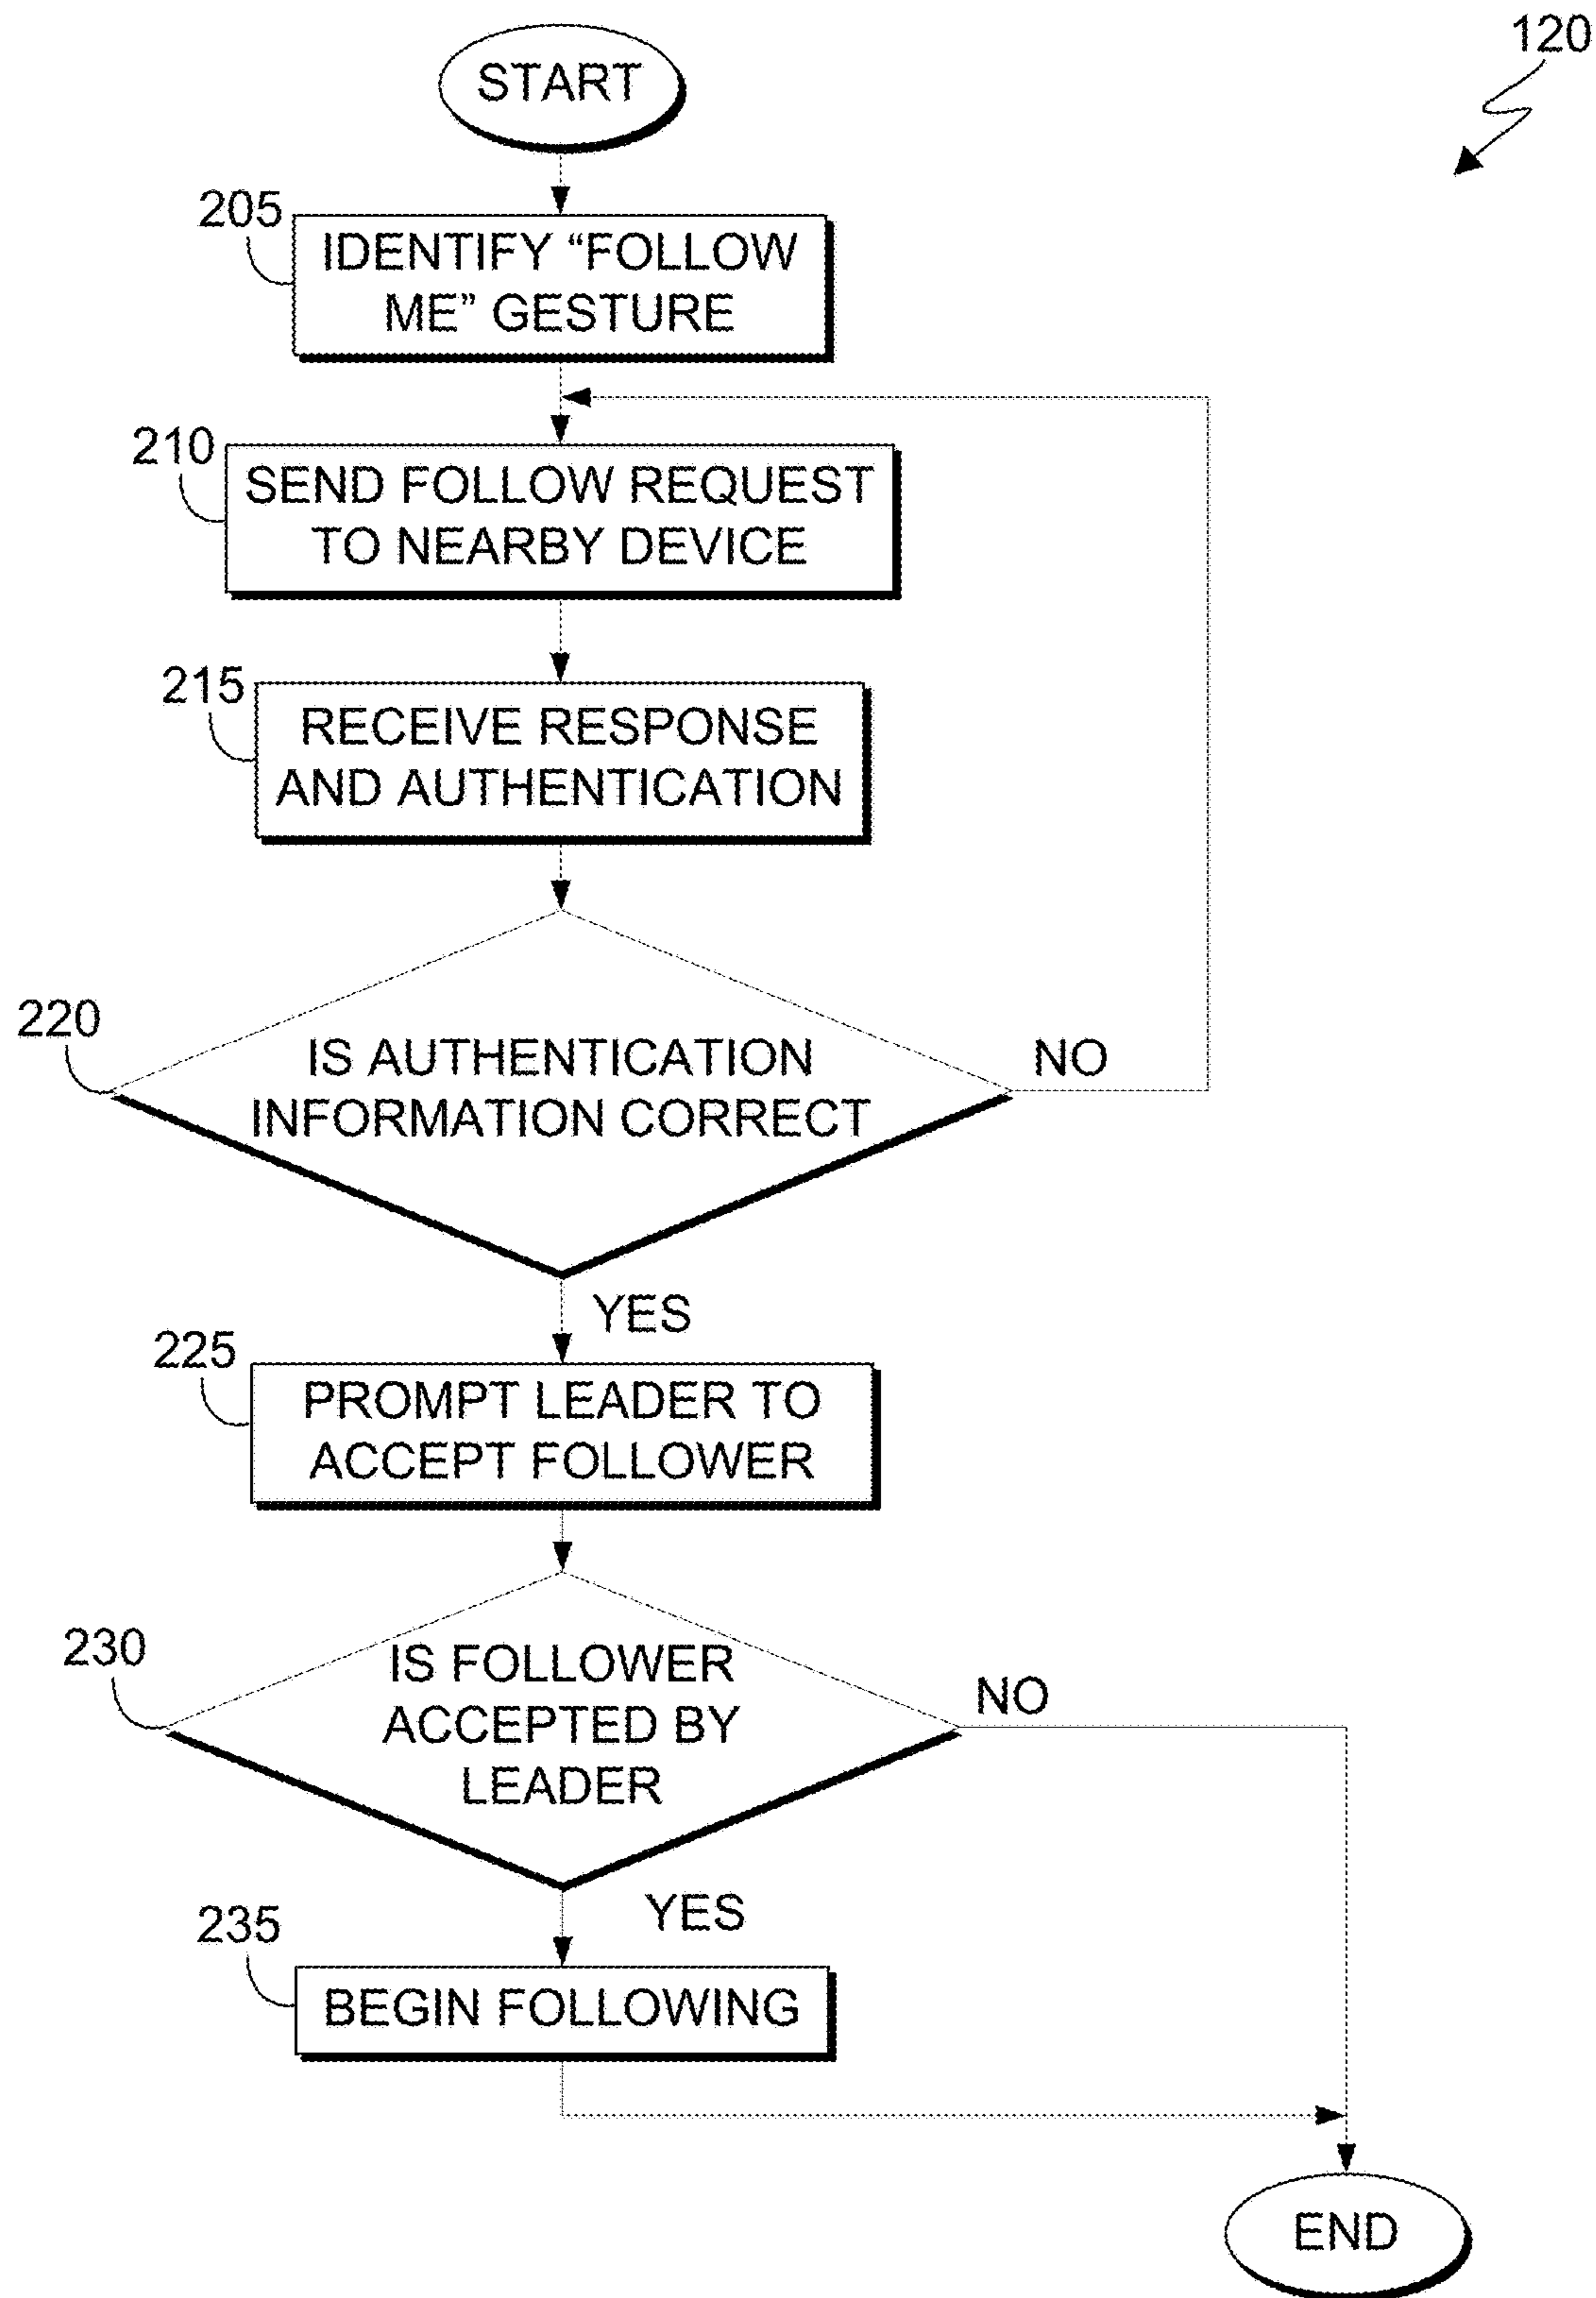 120
START
205
IDENTIFY “FOLLOW
ME” GESTURE
210
SEND FOLLOW REQUEST
TO NEARBY DEVICE
215
RECEIVE RESPONSE
AND AUTHENTICATION
220
IS AUTHENTICATION
INFORMATION CORRECT
NO
YES
225
PROMPT LEADER TO
ACCEPT FOLLOWER
230
IS FOLLOWER
ACCEPTED BY
LEADER
NO
YES
235
BEGIN FOLLOWING
END